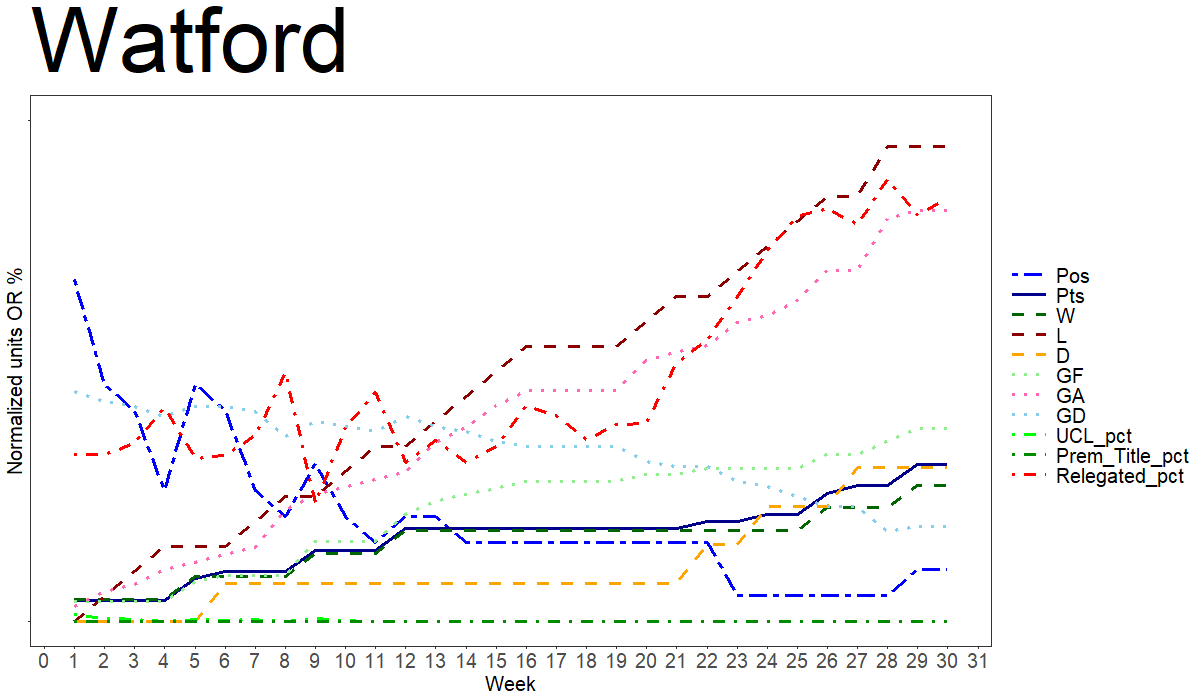 Watford
Normalized units OR %
0 1 2 3 4 5 6 7 8 9 10 11 12 13 14 15 16 17 18 19 20 21 22 23 24 25 26 27 28 29 30 31
Week
Pos
Pts
W
L
D
GF
GA
GD
UCL_pct
Prem_Title_pct
Relegated_pct